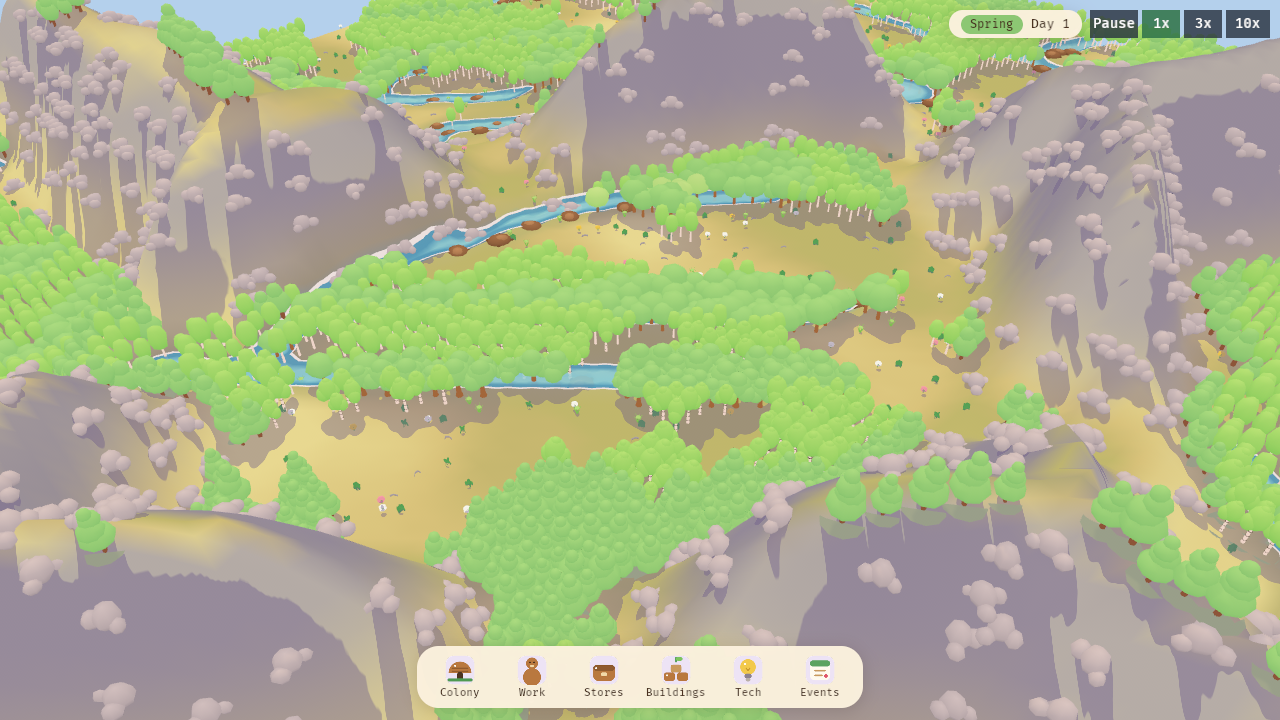 Spring Day 1 Pause 1x 3x 10x
Colony Work Stores Buildings Tech Events